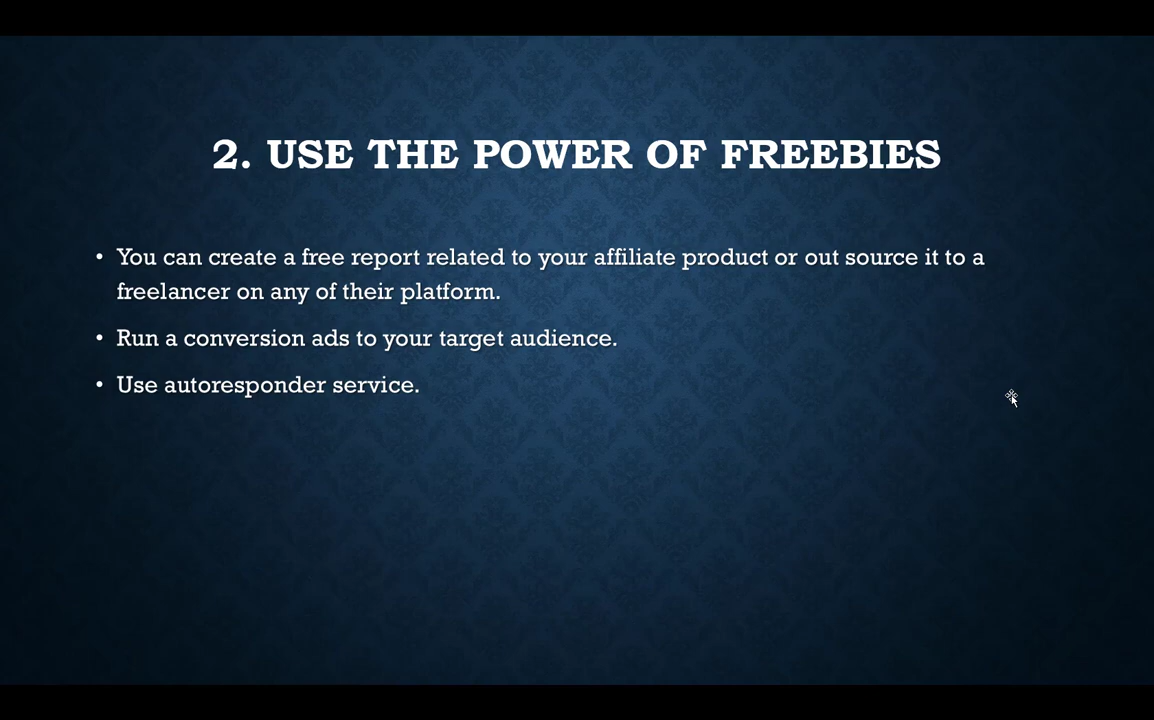 2. USE THE POWER OF FREEBIES
• You can create a free report related to your affiliate product or out source it to a
freelancer on any of their platform.
• Run a conversion ads to your target audience.
• Use autoresponder service.